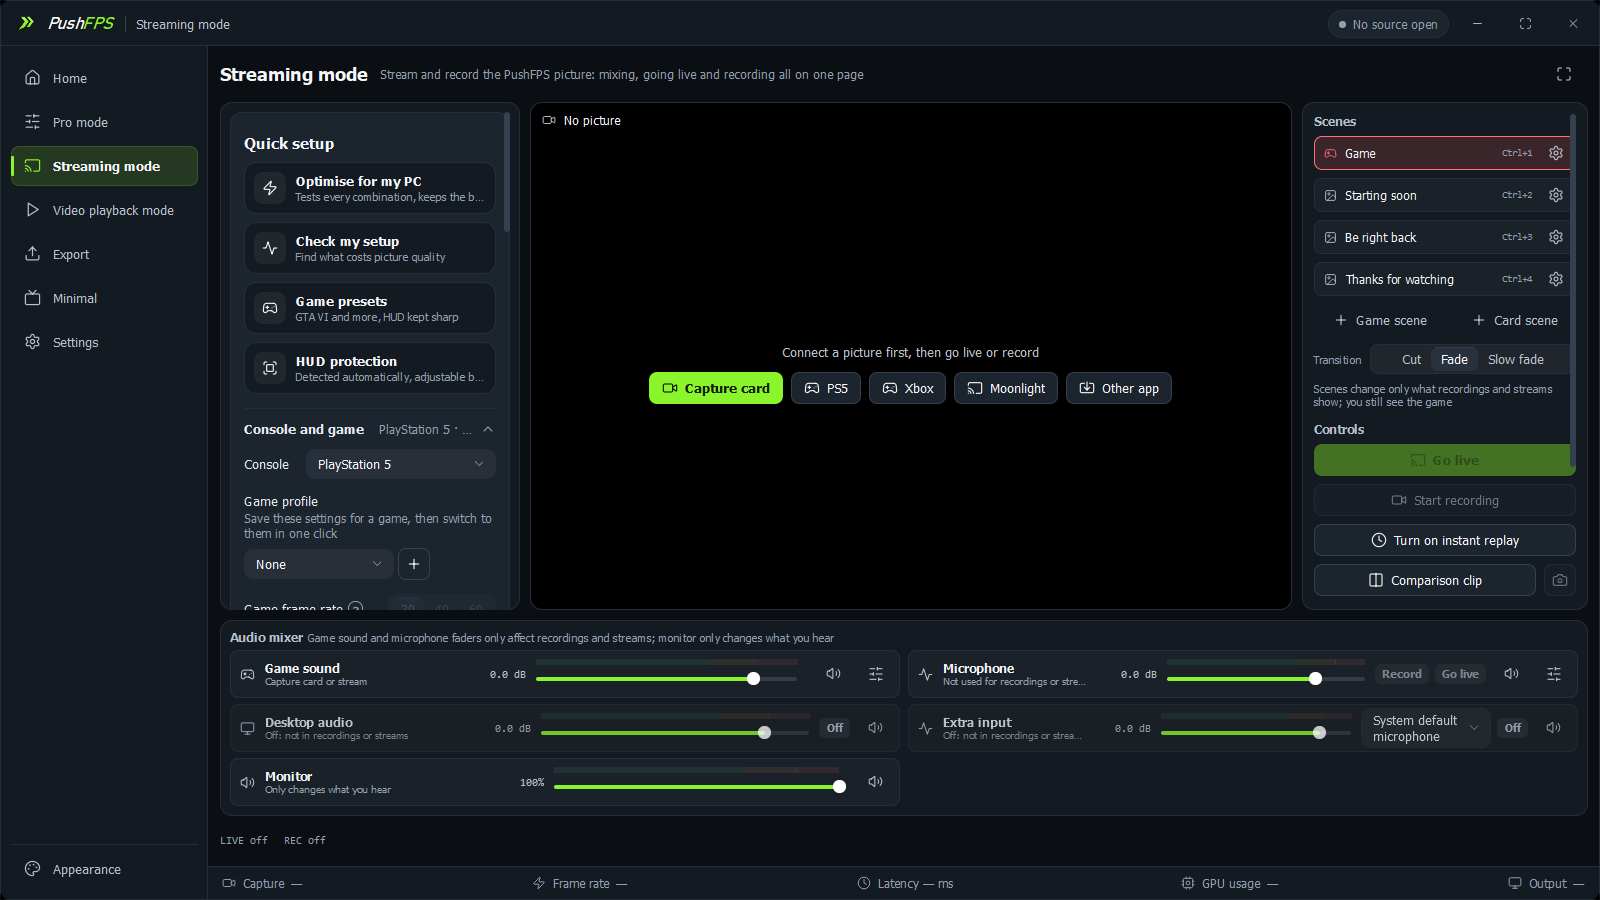 PushFPS
Streaming mode
No source open
Home
Pro mode
Streaming mode
Video playback mode
Export
Minimal
Settings
Appearance
Streaming mode
Stream and record the PushFPS picture: mixing, going live and recording all on one page
Quick setup
Optimise for my PC
Tests every combination, keeps the b...
Check my setup
Find what costs picture quality
Game presets
GTA VI and more, HUD kept sharp
HUD protection
Detected automatically, adjustable b...
Console and game PlayStation 5 · ...
Console PlayStation 5
Game profile
Save these settings for a game, then switch to
them in one click
None
Game frame rate ? 30 40 60
No picture
Connect a picture first, then go live or record
Capture card PS5 Xbox Moonlight Other app
Scenes
Game Ctrl+1
Starting soon Ctrl+2
Be right back Ctrl+3
Thanks for watching Ctrl+4
Game scene Card scene
Transition Cut Fade Slow fade
Scenes change only what recordings and streams
show; you still see the game
Controls
Go live
Start recording
Turn on instant replay
Comparison clip
Audio mixer Game sound and microphone faders only affect recordings and streams; monitor only changes what you hear
Game sound
Capture card or stream
0.0 dB
Microphone
Not used for recordings or stre...
0.0 dB
Record Go live
Desktop audio
Off: not in recordings or streams
0.0 dB
Off
Extra input
Off: not in recordings or strea...
0.0 dB
System default
microphone
Off
Monitor
Only changes what you hear
100%
LIVE off REC off
Capture — Frame rate — Latency — ms GPU usage — Output —